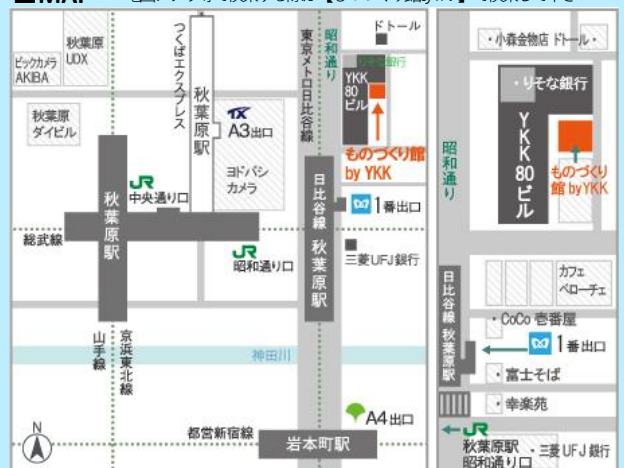 MAP
ドトール
秋葉原
UDX
ビックカメラ
AKIBA
つくばエクスプレス
秋葉原駅
東京メトロ日比谷線
昭和通り
りそな銀行
YKK
80
ビル
ものづくり館
by YKK
秋葉原
ダイビル
TX
A3出口
ヨドバシ
カメラ
JR
中央通り口
秋葉原駅
総武線
JR
昭和通り口
日比谷線 秋葉原駅
1番出口
三菱UFJ銀行
山手線
京浜東北線
神田川
N
都営新宿線
A4出口
岩本町駅
・小森金物店
ドトール・
・りそな銀行
YKK80ビル
ものづくり
館 byYKK
昭和通り
カフェ
ベローチェ
日比谷線 秋葉原駅
・CoCo壱番屋
1番出口
・富士そば
・幸楽苑
JR
秋葉原駅
昭和通り口
・三菱UFJ銀行